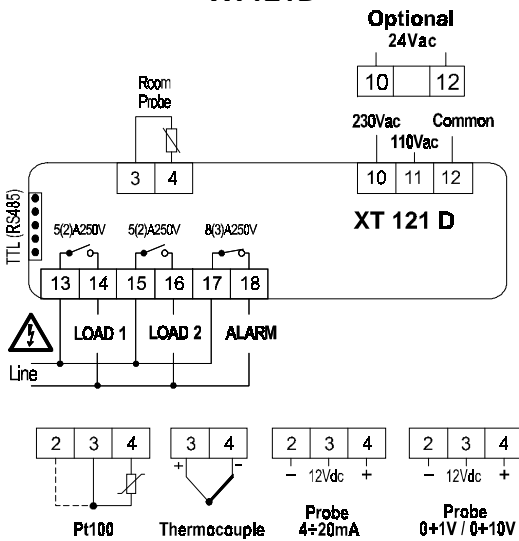 Optional
24Vac
10 12
Room
Probe
230Vac Common
110Vac
3 4
10 11 12
XT 121 D
TTL (RS485)
5(2)A250V 5(2)A250V 8(3)A250V
13 14 15 16 17 18
LOAD 1 LOAD 2 ALARM
Line
2 3 4
3 4
2 3 4
2 3 4
+ -
- 12Vdc +
- 12Vdc +
Pt100
Thermocouple
Probe
4÷20mA
Probe
0+1V / 0+10V